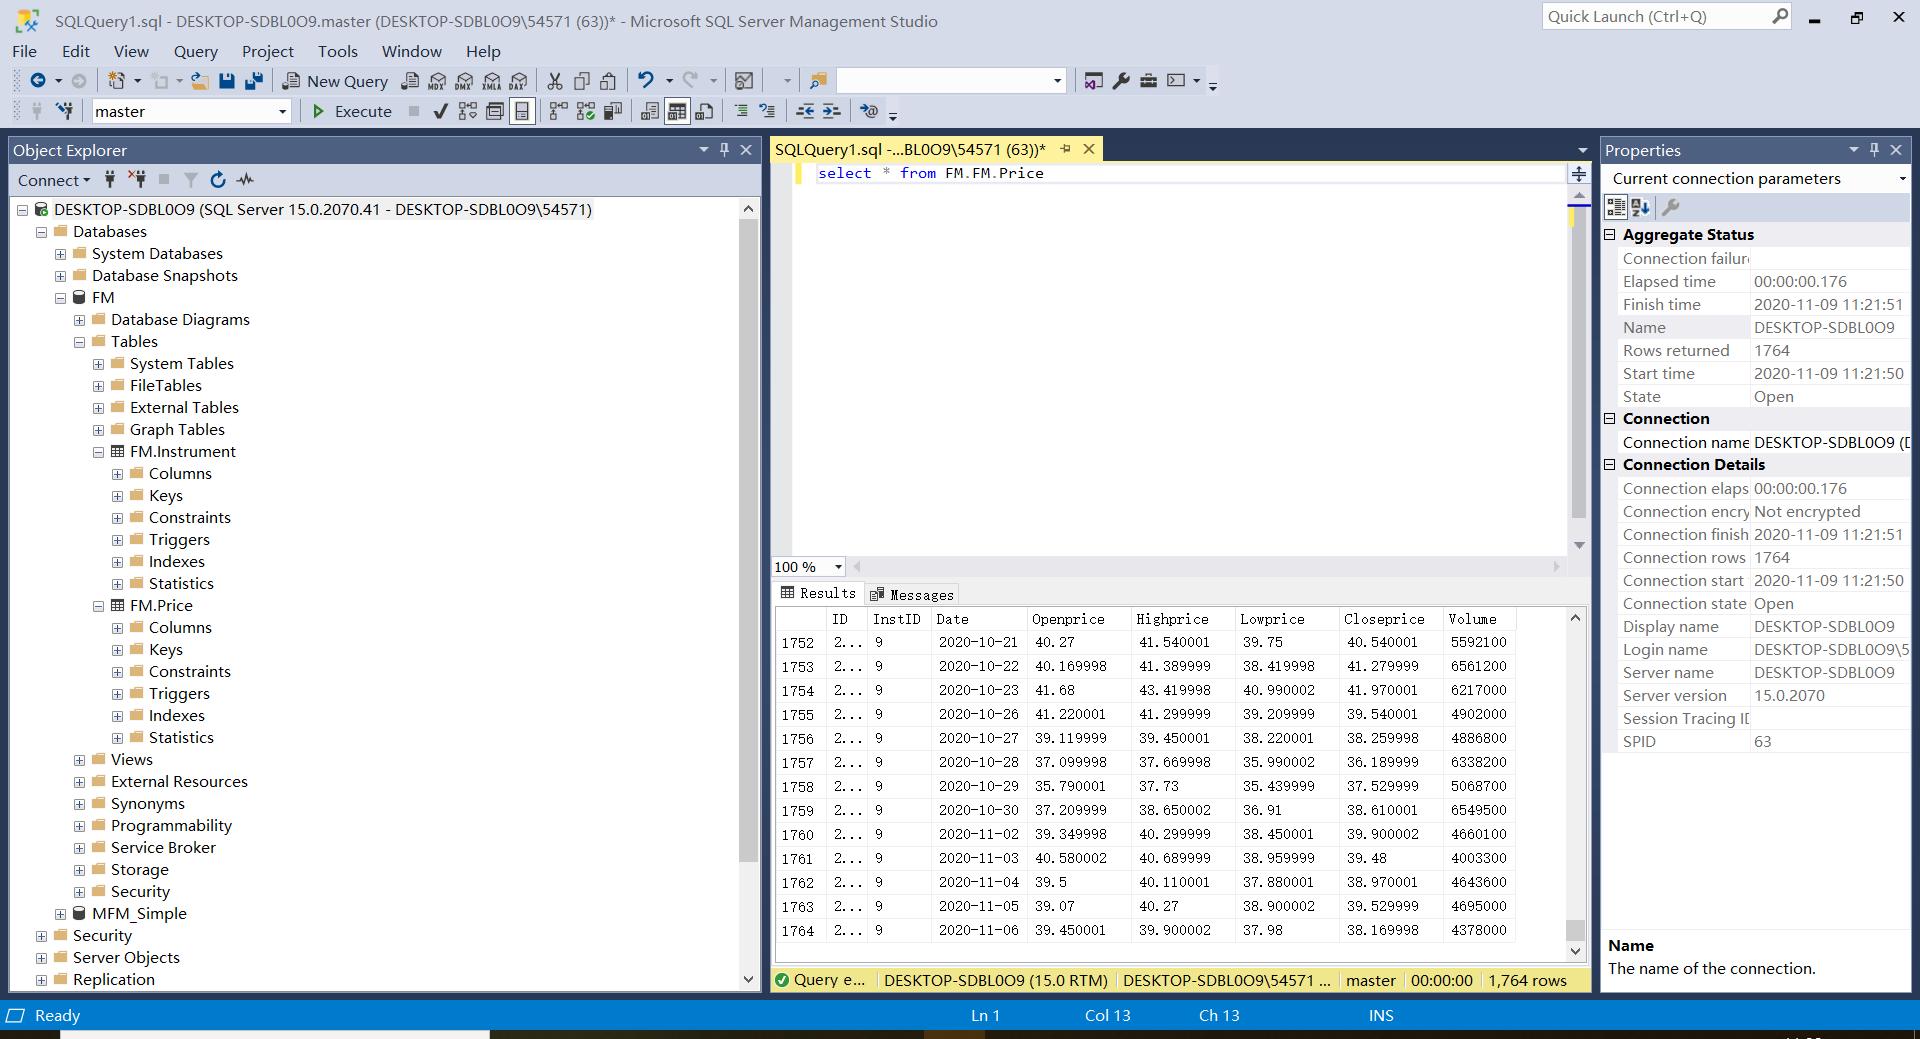 SQLQuery1.sql - DESKTOP-SDBL0O9.master (DESKTOP-SDBL0O9\54571 (63))* - Microsoft SQL Server Management Studio
Quick Launch (Ctrl+Q)
File Edit View Query Project Tools Window Help
New Query MDX DMX XMLA DAX
master Execute
Object Explorer
Connect
DESKTOP-SDBL0O9 (SQL Server 15.0.2070.41 - DESKTOP-SDBL0O9\54571)
Databases
System Databases
Database Snapshots
FM
Database Diagrams
Tables
System Tables
FileTables
External Tables
Graph Tables
FM.Instrument
Columns
Keys
Constraints
Triggers
Indexes
Statistics
FM.Price
Columns
Keys
Constraints
Triggers
Indexes
Statistics
Views
External Resources
Synonyms
Programmability
Service Broker
Storage
Security
MFM_Simple
Security
Server Objects
Replication
SQLQuery1.sql -...BL0O9\54571 (63))*
select * from FM.FM.Price
100 %
Results Messages
ID InstID Date Openprice Highprice Lowprice Closeprice Volume
1752 2... 9 2020-10-21 40.27 41.540001 39.75 40.540001 5592100
1753 2... 9 2020-10-22 40.169998 41.389999 38.419998 41.279999 6561200
1754 2... 9 2020-10-23 41.68 43.419998 40.990002 41.970001 6217000
1755 2... 9 2020-10-26 41.220001 41.299999 39.209999 39.540001 4902000
1756 2... 9 2020-10-27 39.119999 39.450001 38.220001 38.259998 4886800
1757 2... 9 2020-10-28 37.099998 37.669998 35.990002 36.189999 6338200
1758 2... 9 2020-10-29 35.790001 37.73 35.439999 37.529999 5068700
1759 2... 9 2020-10-30 37.209999 38.650002 36.91 38.610001 6549500
1760 2... 9 2020-11-02 39.349998 40.299999 38.450001 39.900002 4660100
1761 2... 9 2020-11-03 40.580002 40.689999 38.959999 39.48 4003300
1762 2... 9 2020-11-04 39.5 40.110001 37.880001 38.970001 4643600
1763 2... 9 2020-11-05 39.07 40.27 38.900002 39.529999 4695000
1764 2... 9 2020-11-06 39.450001 39.900002 37.98 38.169998 4378000
Query e... DESKTOP-SDBL0O9 (15.0 RTM) DESKTOP-SDBL0O9\54571 ... master 00:00:00 1,764 rows
Properties
Current connection parameters
Aggregate Status
Connection failure
Elapsed time 00:00:00.176
Finish time 2020-11-09 11:21:51
Name DESKTOP-SDBL0O9
Rows returned 1764
Start time 2020-11-09 11:21:50
State Open
Connection
Connection name DESKTOP-SDBL0O9 (D
Connection Details
Connection elaps 00:00:00.176
Connection encry Not encrypted
Connection finish 2020-11-09 11:21:51
Connection rows 1764
Connection start 2020-11-09 11:21:50
Connection state Open
Display name DESKTOP-SDBL0O9
Login name DESKTOP-SDBL0O9\5
Server name DESKTOP-SDBL0O9
Server version 15.0.2070
Session Tracing ID
SPID 63
Name
The name of the connection.
Ready Ln 1 Col 13 Ch 13 INS